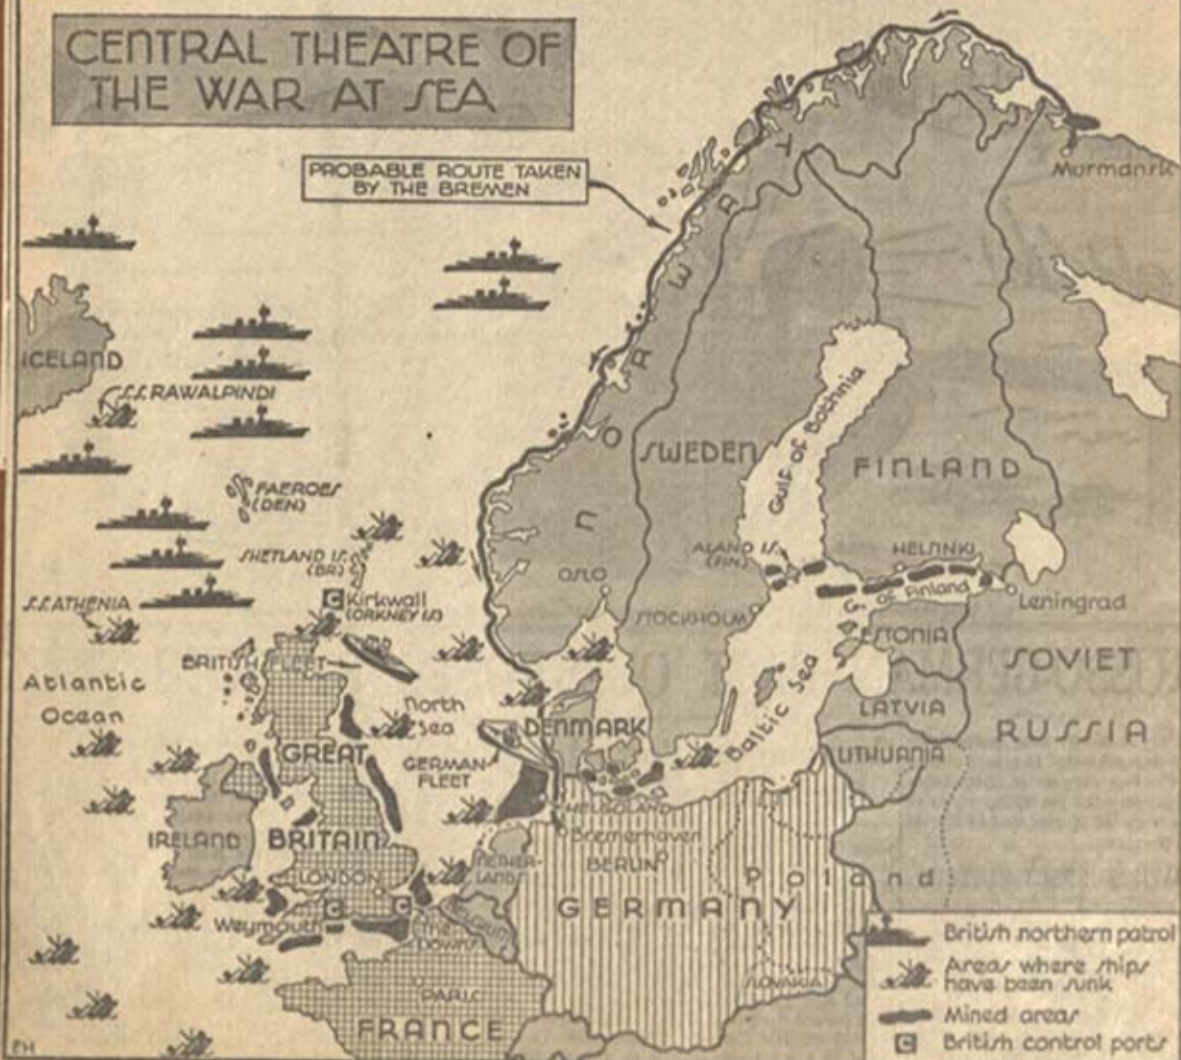 CENTRAL THEATRE OF
THE WAR AT SEA
PROBABLE ROUTE TAKEN
BY THE BREMEN
Murmansk
ICELAND
S.S. RAWALPINDI
NORWAY
Gulf of Bothnia
SWEDEN
FINLAND
FAEROES
(DEN)
SHETLAND IS.
(BR)
ALAND IS.
(FIN)
HELSINKI
G. of Finland
Leningrad
OSLO
STOCKHOLM
S.S. ATHENIA
C Kirkwall
(ORKNEY IS)
ESTONIA
BRITISH FLEET
SOVIET
RUSSIA
Atlantic
Ocean
North
Sea
Baltic Sea
LATVIA
DENMARK
GREAT
BRITAIN
GERMAN
FLEET
LITHUANIA
HELGOLAND
IRELAND
Bremerhaven
BERLIN
NETHER-
LANDS
LONDON
Poland
GERMANY
C
C
Weymouth
(The
Downs)
SLOVAKIA
PARIS
FRANCE
British northern patrol
Areas where ships
have been sunk
Mined areas
C British control ports